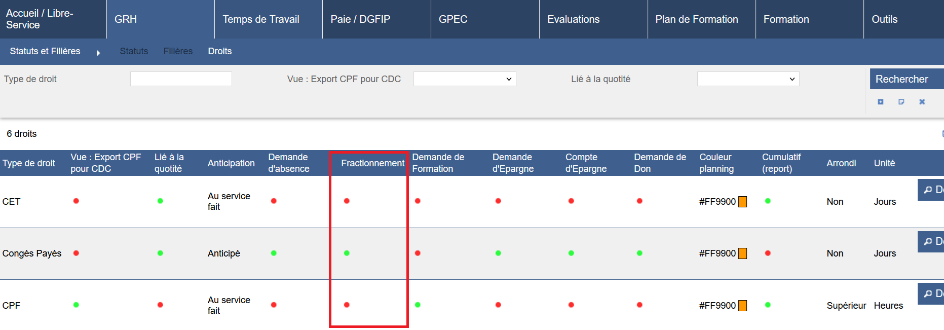 Accueil / Libre-Service GRH Temps de Travail Paie / DGFIP GPEC Evaluations Plan de Formation Formation Outils
Statuts et Filières Statuts Filières Droits
Type de droit Vue : Export CPF pour CDC Lié à la quotité Rechercher
6 droits
Type de droit Vue : Export CPF pour CDC Lié à la quotité Anticipation Demande d'absence Fractionnement Demande de Formation Demande d'Epargne Compte d'Epargne Demande de Don Couleur planning Cumulatif (report) Arrondi Unité
CET Au service fait #FF9900 Non Jours
Congés Payés Anticipé #FF9900 Non Jours
CPF Au service fait #FF9900 Supérieur Heures